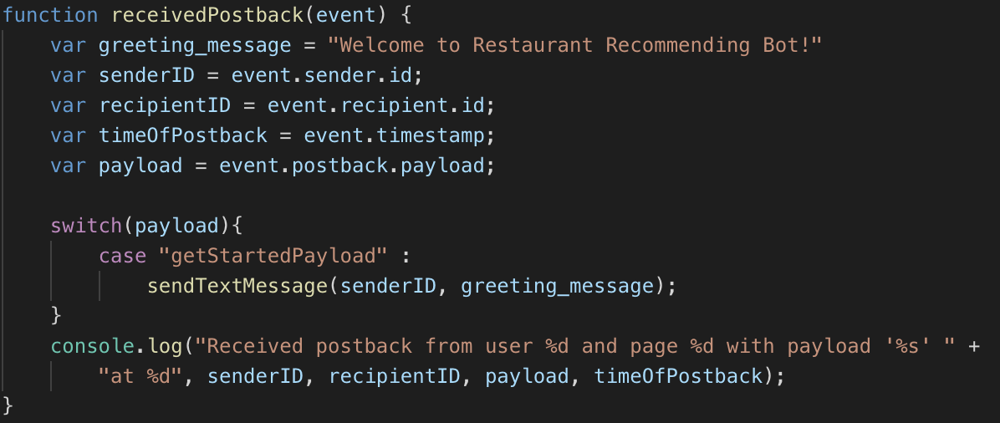 function receivedPostback(event) {
    var greeting_message = "Welcome to Restaurant Recommending Bot!"
    var senderID = event.sender.id;
    var recipientID = event.recipient.id;
    var timeOfPostback = event.timestamp;
    var payload = event.postback.payload;

    switch(payload){
        case "getStartedPayload" :
            sendTextMessage(senderID, greeting_message);
    }
    console.log("Received postback from user %d and page %d with payload '%s' " +
        "at %d", senderID, recipientID, payload, timeOfPostback);
}